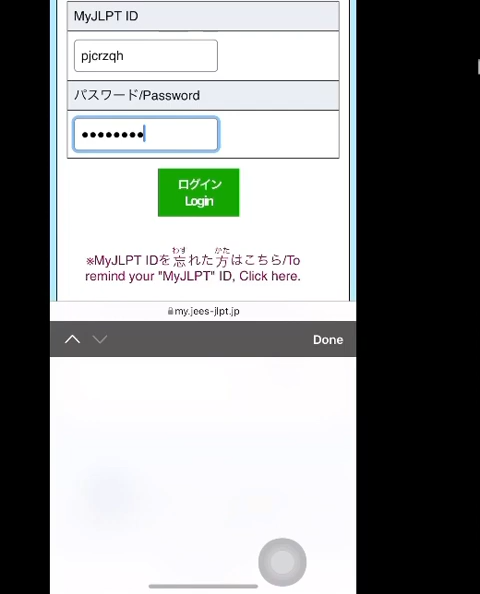 MyJLPT ID
pjcrzqh
パスワード/Password
••••••••
ログイン
Login
※MyJLPT IDを忘れた方はこちら/To
わす かた
remind your "MyJLPT" ID, Click here.
my.jees-jlpt.jp
Done